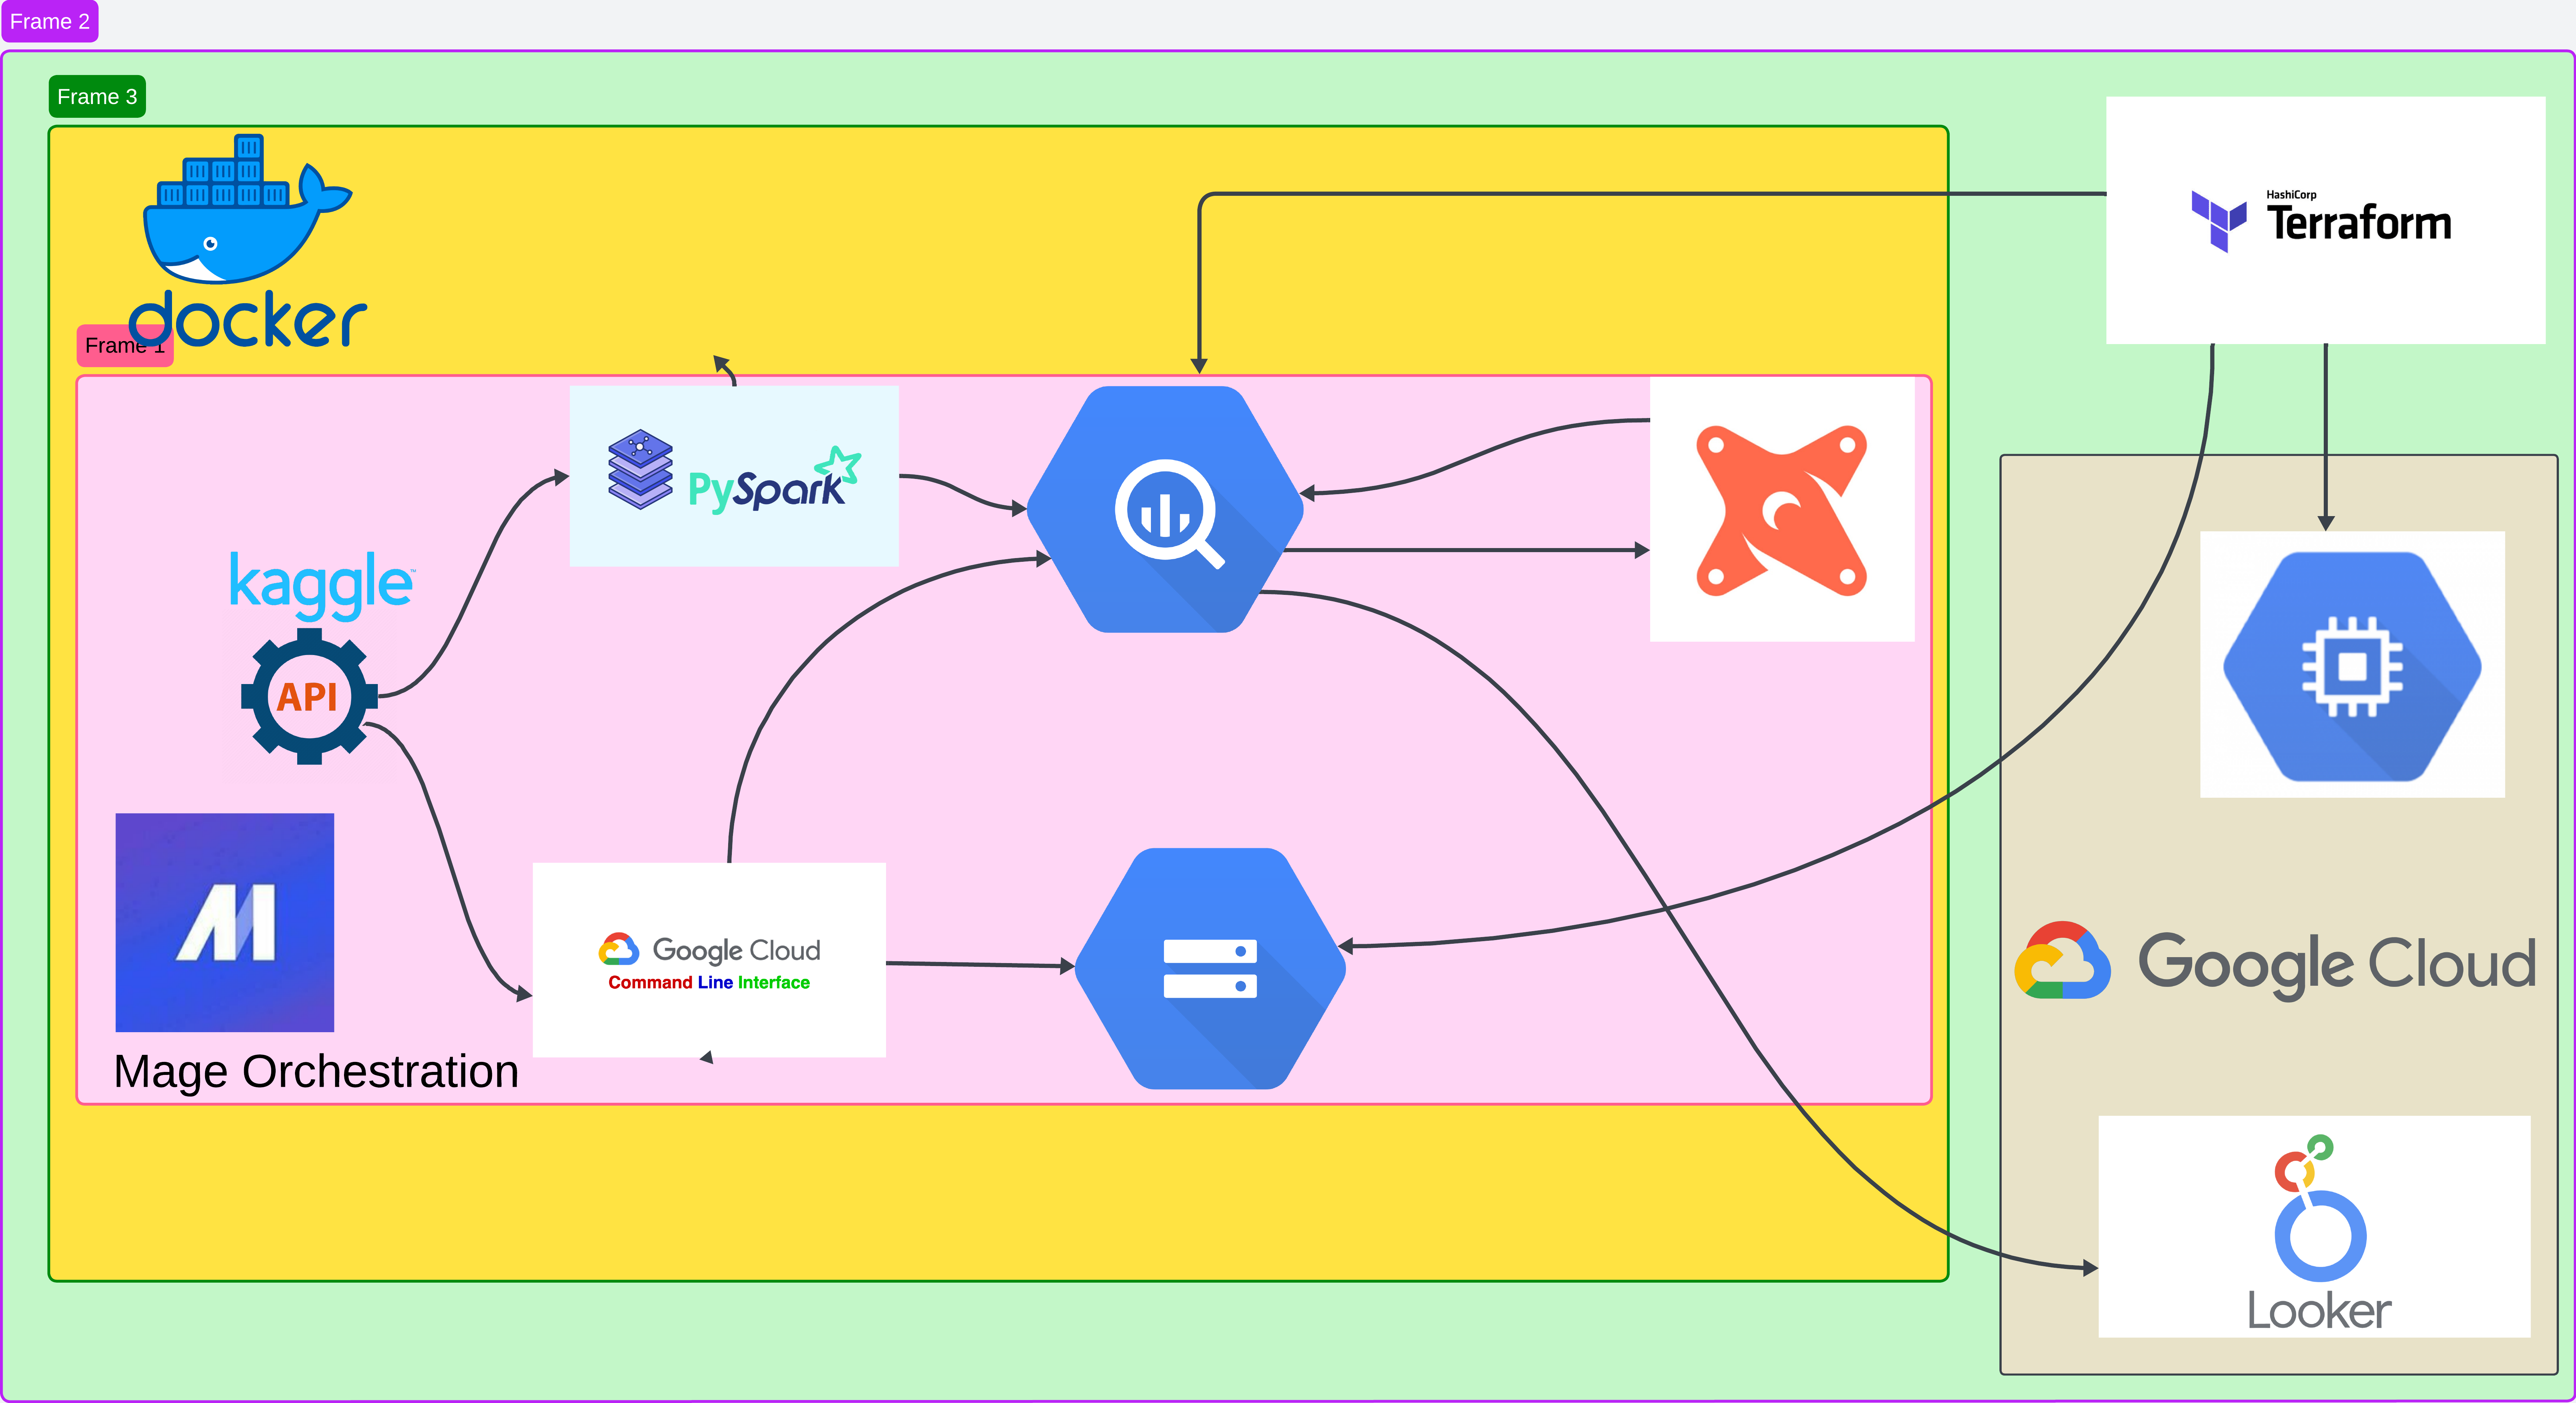 Frame 2
Frame 3
docker
Frame 1
HashiCorp
Terraform
PySpark
kaggle™
API
Google Cloud
Command Line Interface
Mage Orchestration
Google Cloud
Looker